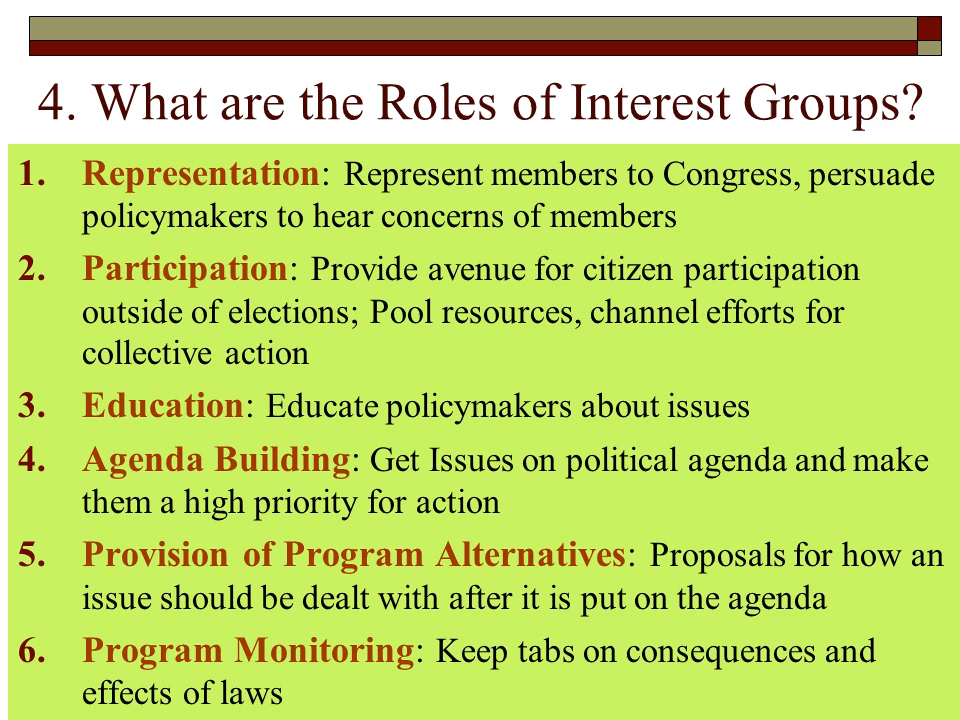 4. What are the Roles of Interest Groups?
1. Representation: Represent members to Congress, persuade
policymakers to hear concerns of members
2. Participation: Provide avenue for citizen participation
outside of elections; Pool resources, channel efforts for
collective action
3. Education: Educate policymakers about issues
4. Agenda Building: Get Issues on political agenda and make
them a high priority for action
5. Provision of Program Alternatives: Proposals for how an
issue should be dealt with after it is put on the agenda
6. Program Monitoring: Keep tabs on consequences and
effects of laws